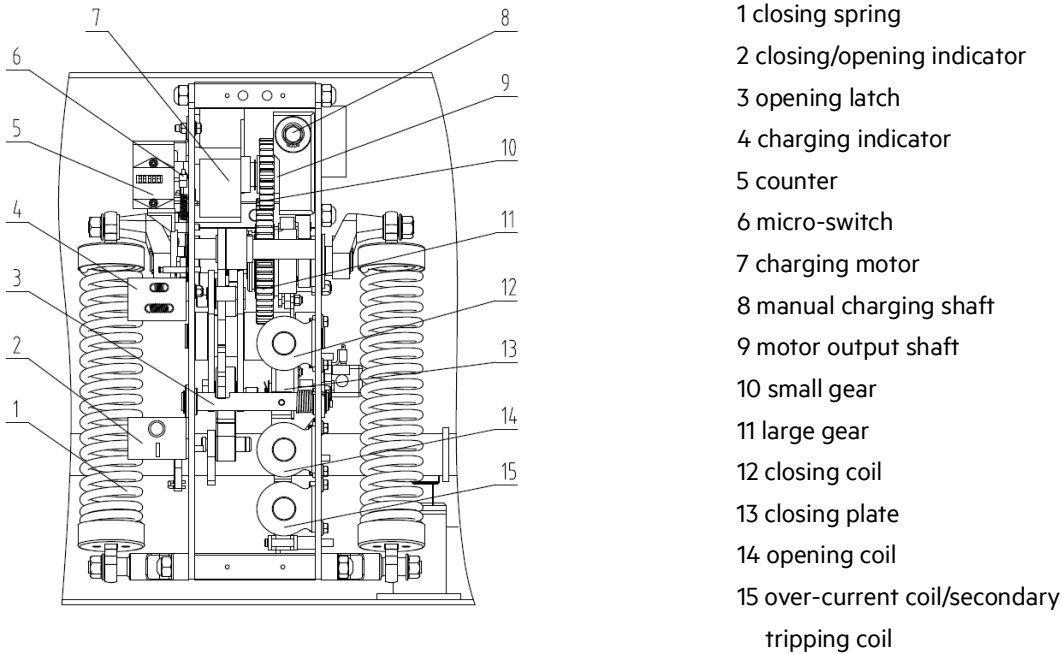 7
8
6
9
5
10
4
11
3
12
2
13
1
14
15
1 closing spring
2 closing/opening indicator
3 opening latch
4 charging indicator
5 counter
6 micro-switch
7 charging motor
8 manual charging shaft
9 motor output shaft
10 small gear
11 large gear
12 closing coil
13 closing plate
14 opening coil
15 over-current coil/secondary
tripping coil